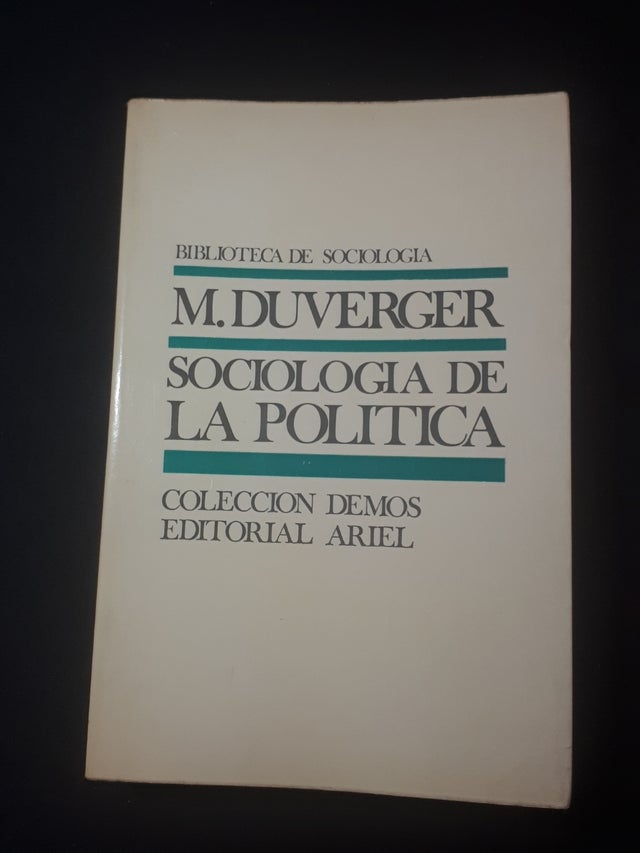 BIBLIOTECA DE SOCIOLOGIA
M. DUVERGER
SOCIOLOGIA DE
LA POLITICA
COLECCION DEMOS
EDITORIAL ARIEL